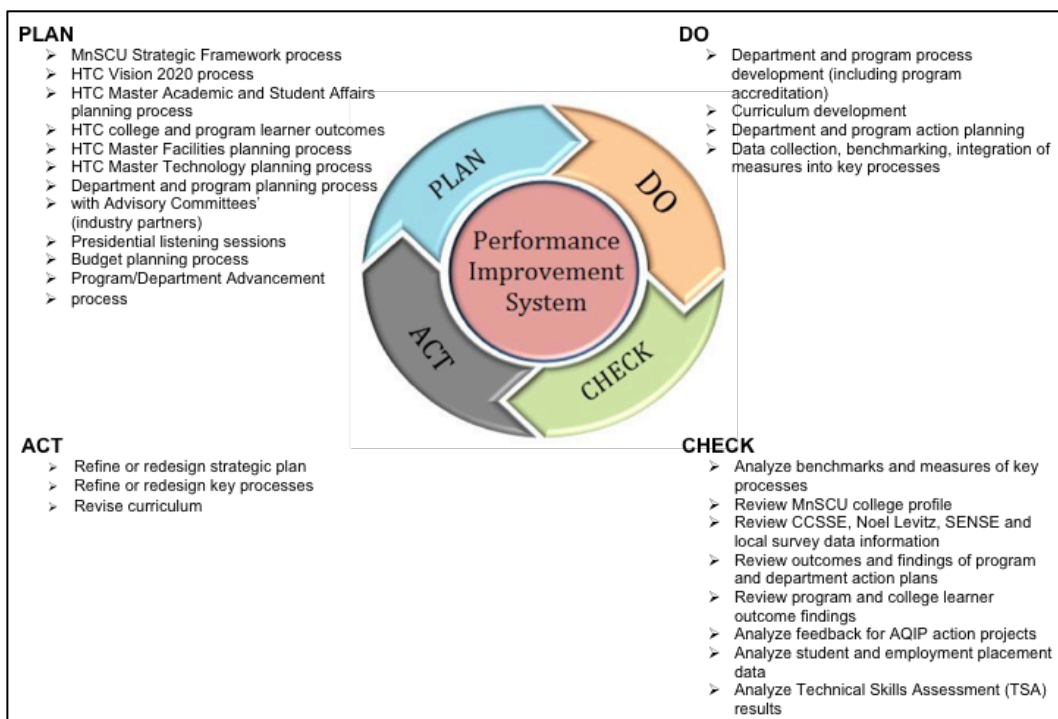 PLAN
➢ MnSCU Strategic Framework process
➢ HTC Vision 2020 process
➢ HTC Master Academic and Student Affairs
planning process
➢ HTC college and program learner outcomes
➢ HTC Master Facilities planning process
➢ HTC Master Technology planning process
➢ Department and program planning process
➢ with Advisory Committees'
(industry partners)
➢ Presidential listening sessions
➢ Budget planning process
➢ Program/Department Advancement
➢ process
DO
➢ Department and program process
development (including program
accreditation)
➢ Curriculum development
➢ Department and program action planning
➢ Data collection, benchmarking, integration of
measures into key processes
PLAN
DO
Performance
Improvement
System
ACT
CHECK
ACT
➢ Refine or redesign strategic plan
➢ Refine or redesign key processes
➢ Revise curriculum
CHECK
➢ Analyze benchmarks and measures of key
processes
➢ Review MnSCU college profile
➢ Review CCSSE, Noel Levitz, SENSE and
local survey data information
➢ Review outcomes and findings of program
and department action plans
➢ Review program and college learner
outcome findings
➢ Analyze feedback for AQIP action projects
➢ Analyze student and employment placement
data
➢ Analyze Technical Skills Assessment (TSA)
results